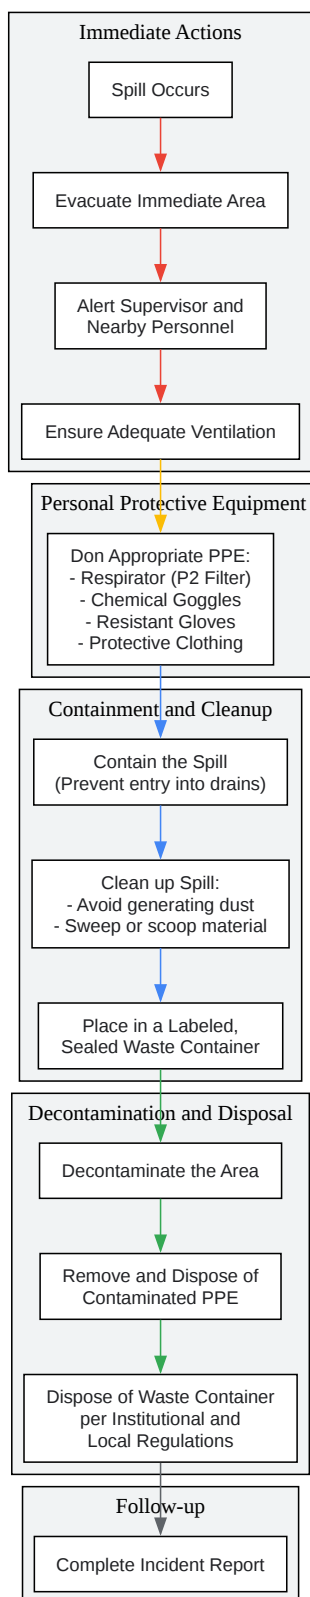 Immediate Actions
Spill Occurs
Evacuate Immediate Area
Alert Supervisor and
Nearby Personnel
Ensure Adequate Ventilation
Personal Protective Equipment
Don Appropriate PPE:
- Respirator (P2 Filter)
- Chemical Goggles
- Resistant Gloves
- Protective Clothing
Containment and Cleanup
Contain the Spill
(Prevent entry into drains)
Clean up Spill:
- Avoid generating dust
- Sweep or scoop material
Place in a Labeled,
Sealed Waste Container
Decontamination and Disposal
Decontaminate the Area
Remove and Dispose of
Contaminated PPE
Dispose of Waste Container
per Institutional and
Local Regulations
Follow-up
Complete Incident Report